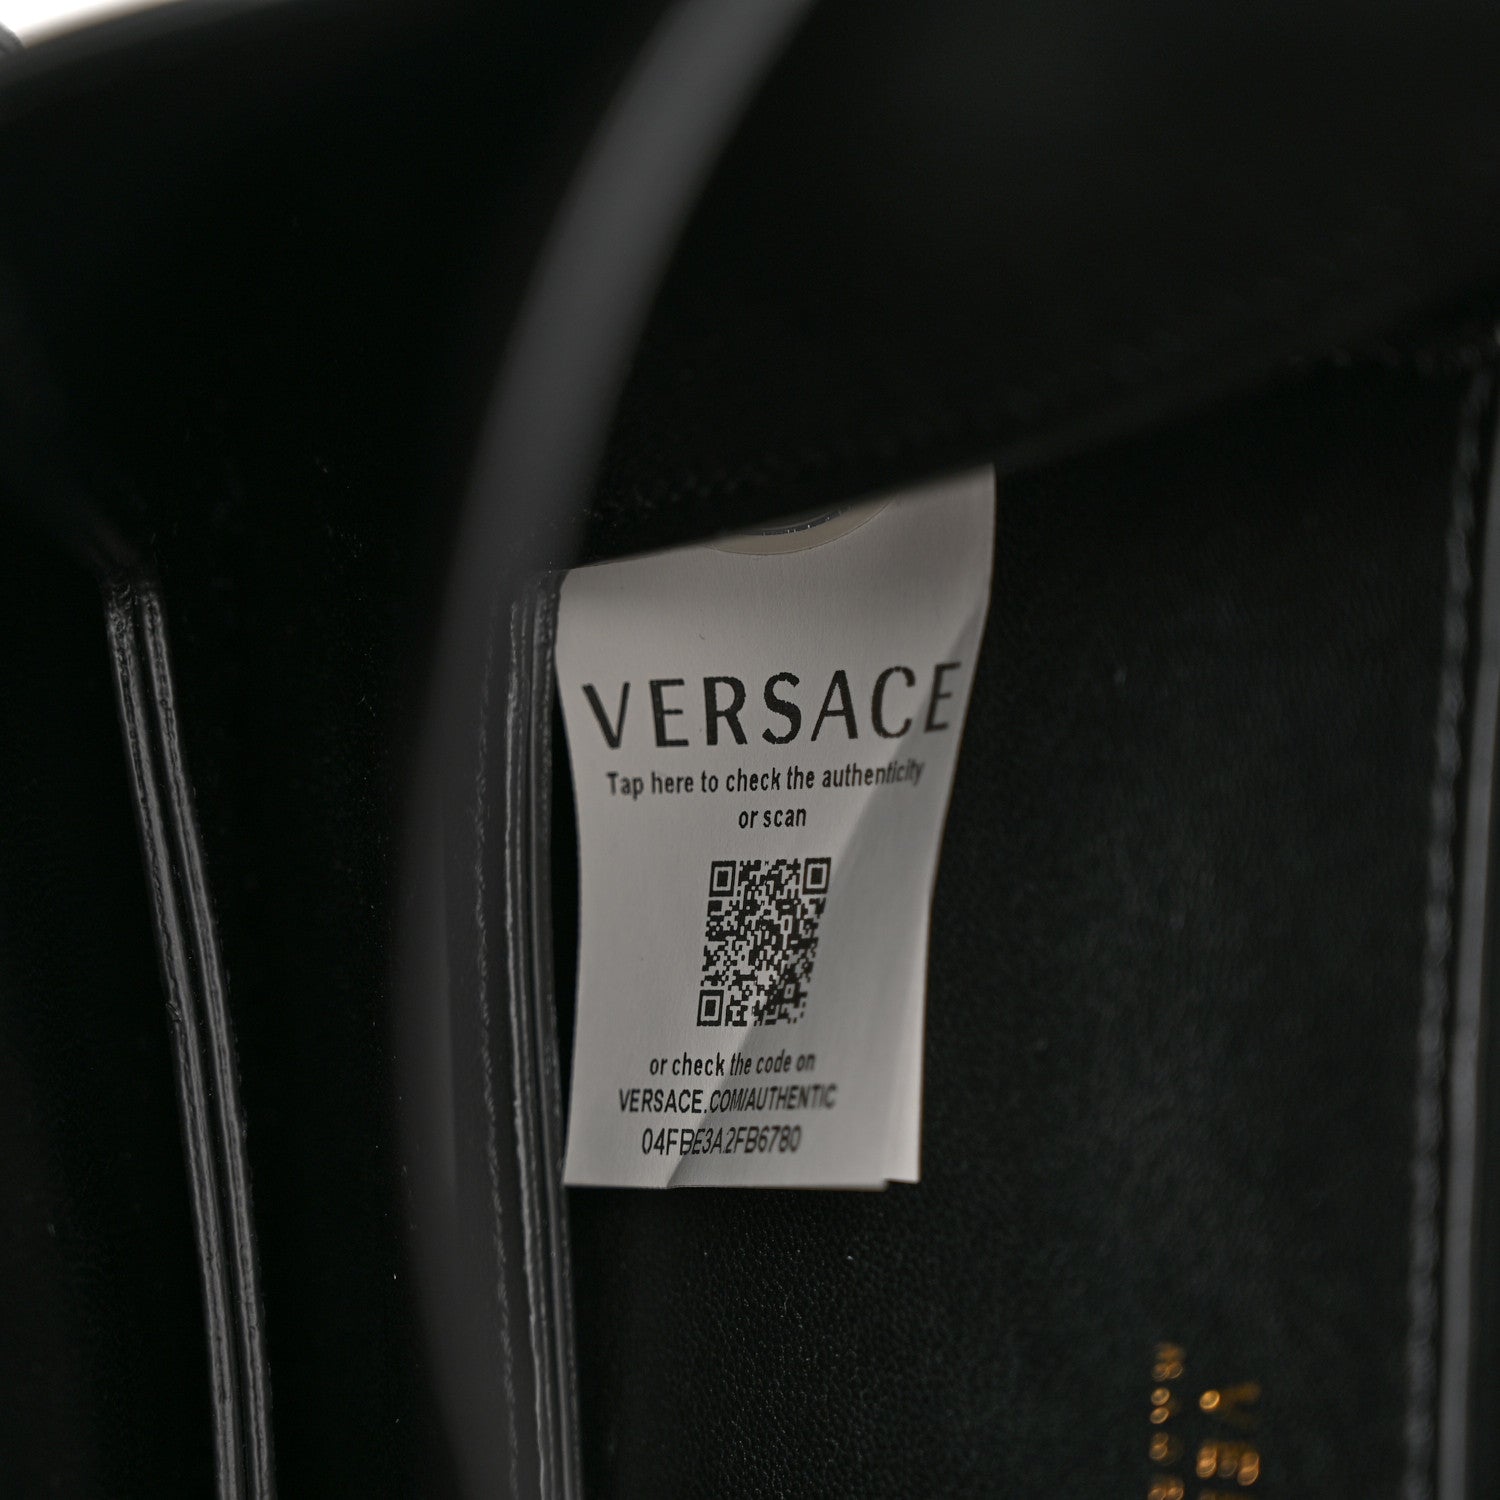 VERSACE
Tap here to check the authenticity
or scan
or check the code on
VERSACE.COM/AUTHENTIC
04FBE3A2FB6780